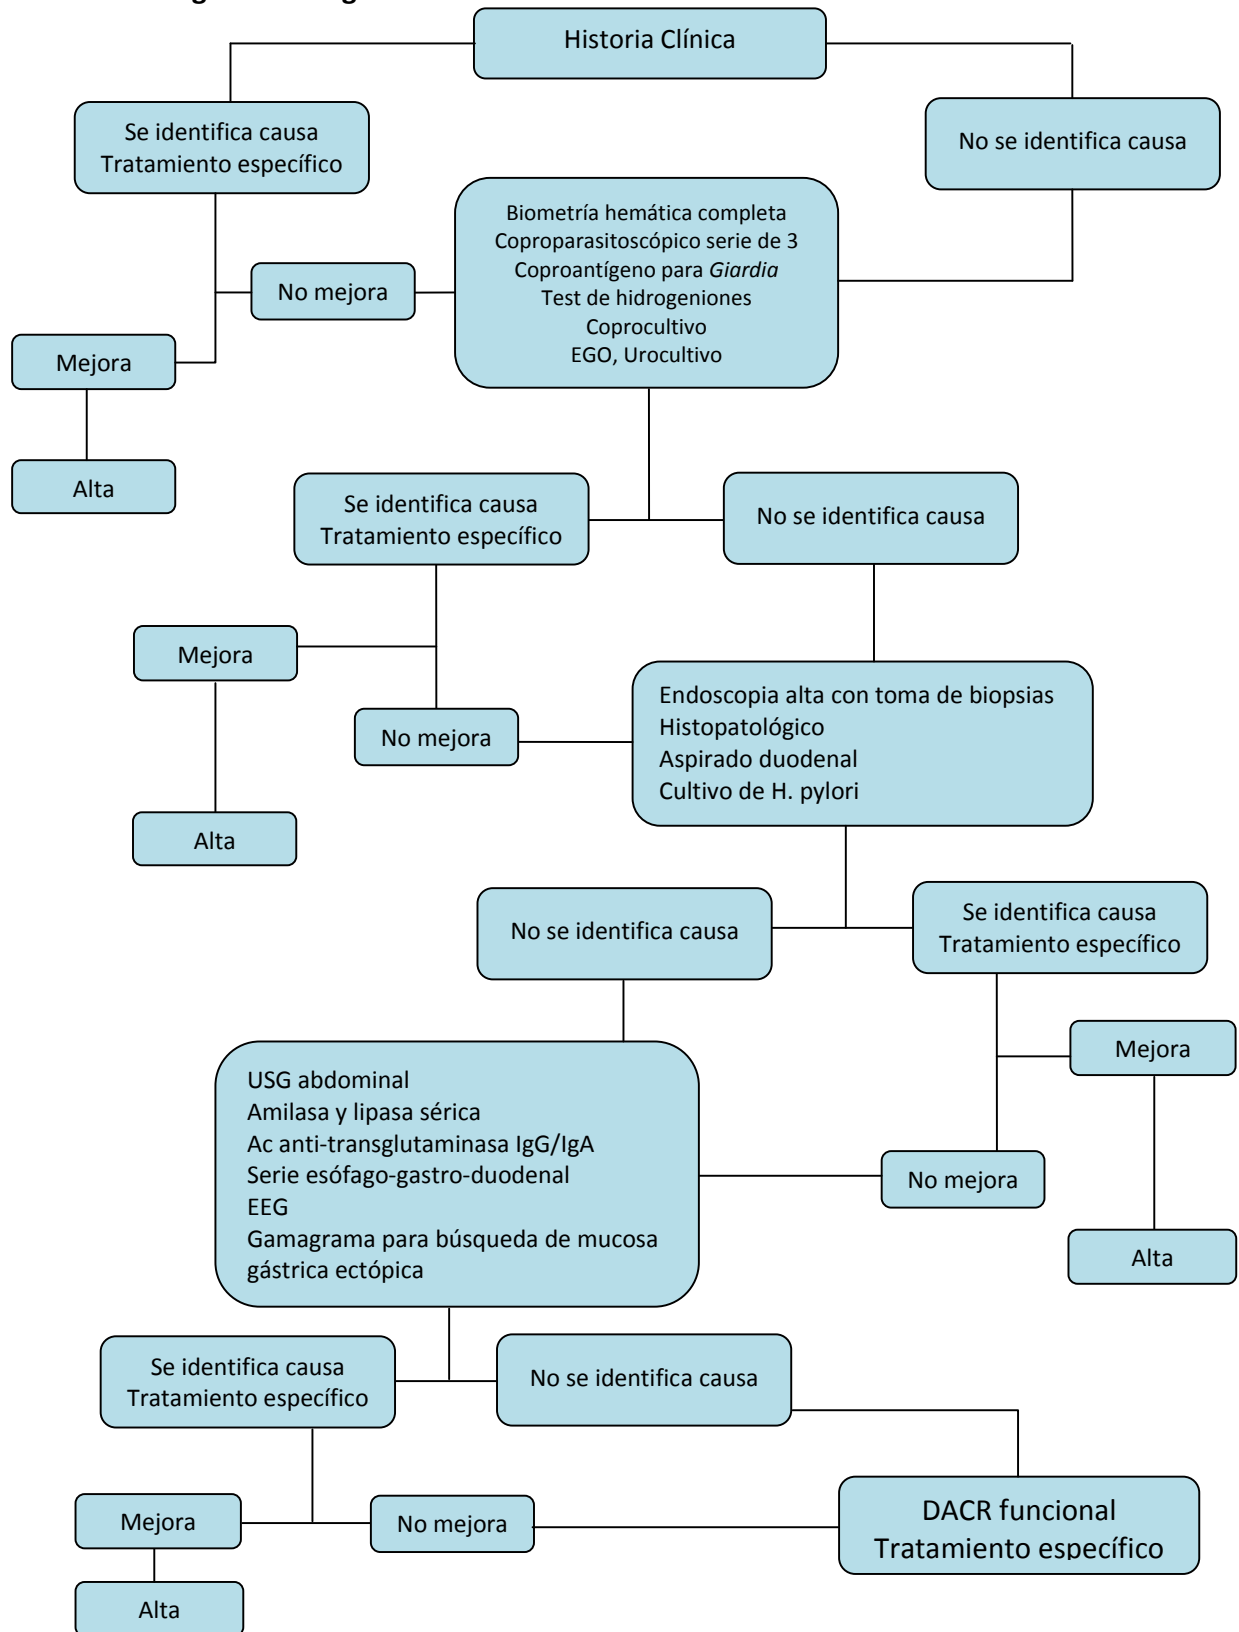 Historia Clínica
Se identifica causa
Tratamiento específico
No se identifica causa
Biometría hemática completa
Coproparasitoscópico serie de 3
Coproantígeno para Giardia
Test de hidrogeniones
Coprocultivo
EGO, Urocultivo
No mejora
Mejora
Alta
Se identifica causa
Tratamiento específico
No se identifica causa
Mejora
No mejora
Alta
Endoscopia alta con toma de biopsias
Histopatológico
Aspirado duodenal
Cultivo de H. pylori
No se identifica causa
Se identifica causa
Tratamiento específico
Mejora
No mejora
Alta
USG abdominal
Amilasa y lipasa sérica
Ac anti-transglutaminasa IgG/IgA
Serie esófago-gastro-duodenal
EEG
Gamagrama para búsqueda de mucosa
gástrica ectópica
Se identifica causa
Tratamiento específico
No se identifica causa
Mejora
No mejora
Alta
DACR funcional
Tratamiento específico